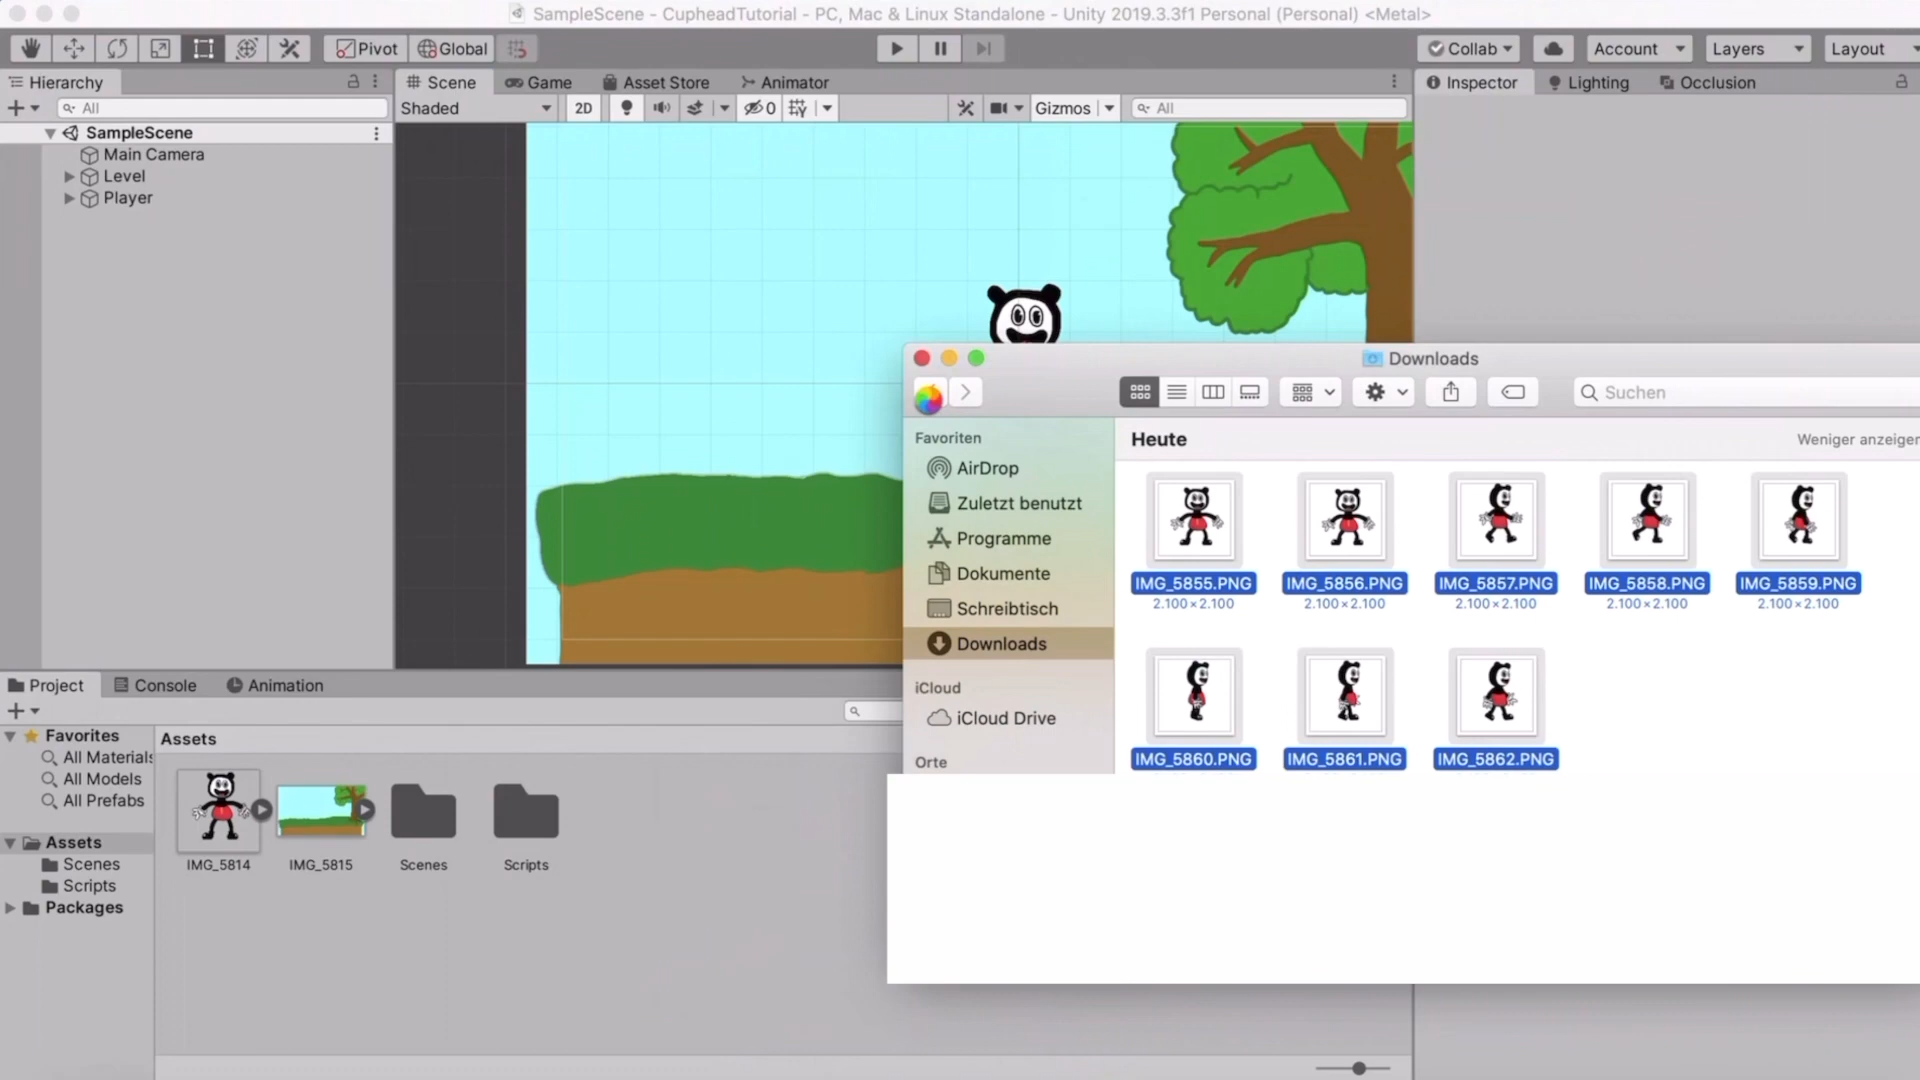 SampleScene - CupheadTutorial - PC, Mac & Linux Standalone - Unity 2019.3.3f1 Personal (Personal) <Metal>
Pivot Global Collab Account Layers Layout
Hierarchy
All
SampleScene
Main Camera
Level
Player
Scene Game Asset Store Animator
Shaded 2D 0 Gizmos All
Inspector Lighting Occlusion
Downloads
Suchen
Favoriten
AirDrop
Zuletzt benutzt
Programme
Dokumente
Schreibtisch
Downloads
iCloud
iCloud Drive
Orte
Heute Weniger anzeigen
IMG_5855.PNG IMG_5856.PNG IMG_5857.PNG IMG_5858.PNG IMG_5859.PNG
2.100×2.100 2.100×2.100 2.100×2.100 2.100×2.100 2.100×2.100
IMG_5860.PNG IMG_5861.PNG IMG_5862.PNG
Project Console Animation
Favorites
All Materials
All Models
All Prefabs
Assets
Scenes
Scripts
Packages
Assets
IMG_5814 IMG_5815 Scenes Scripts